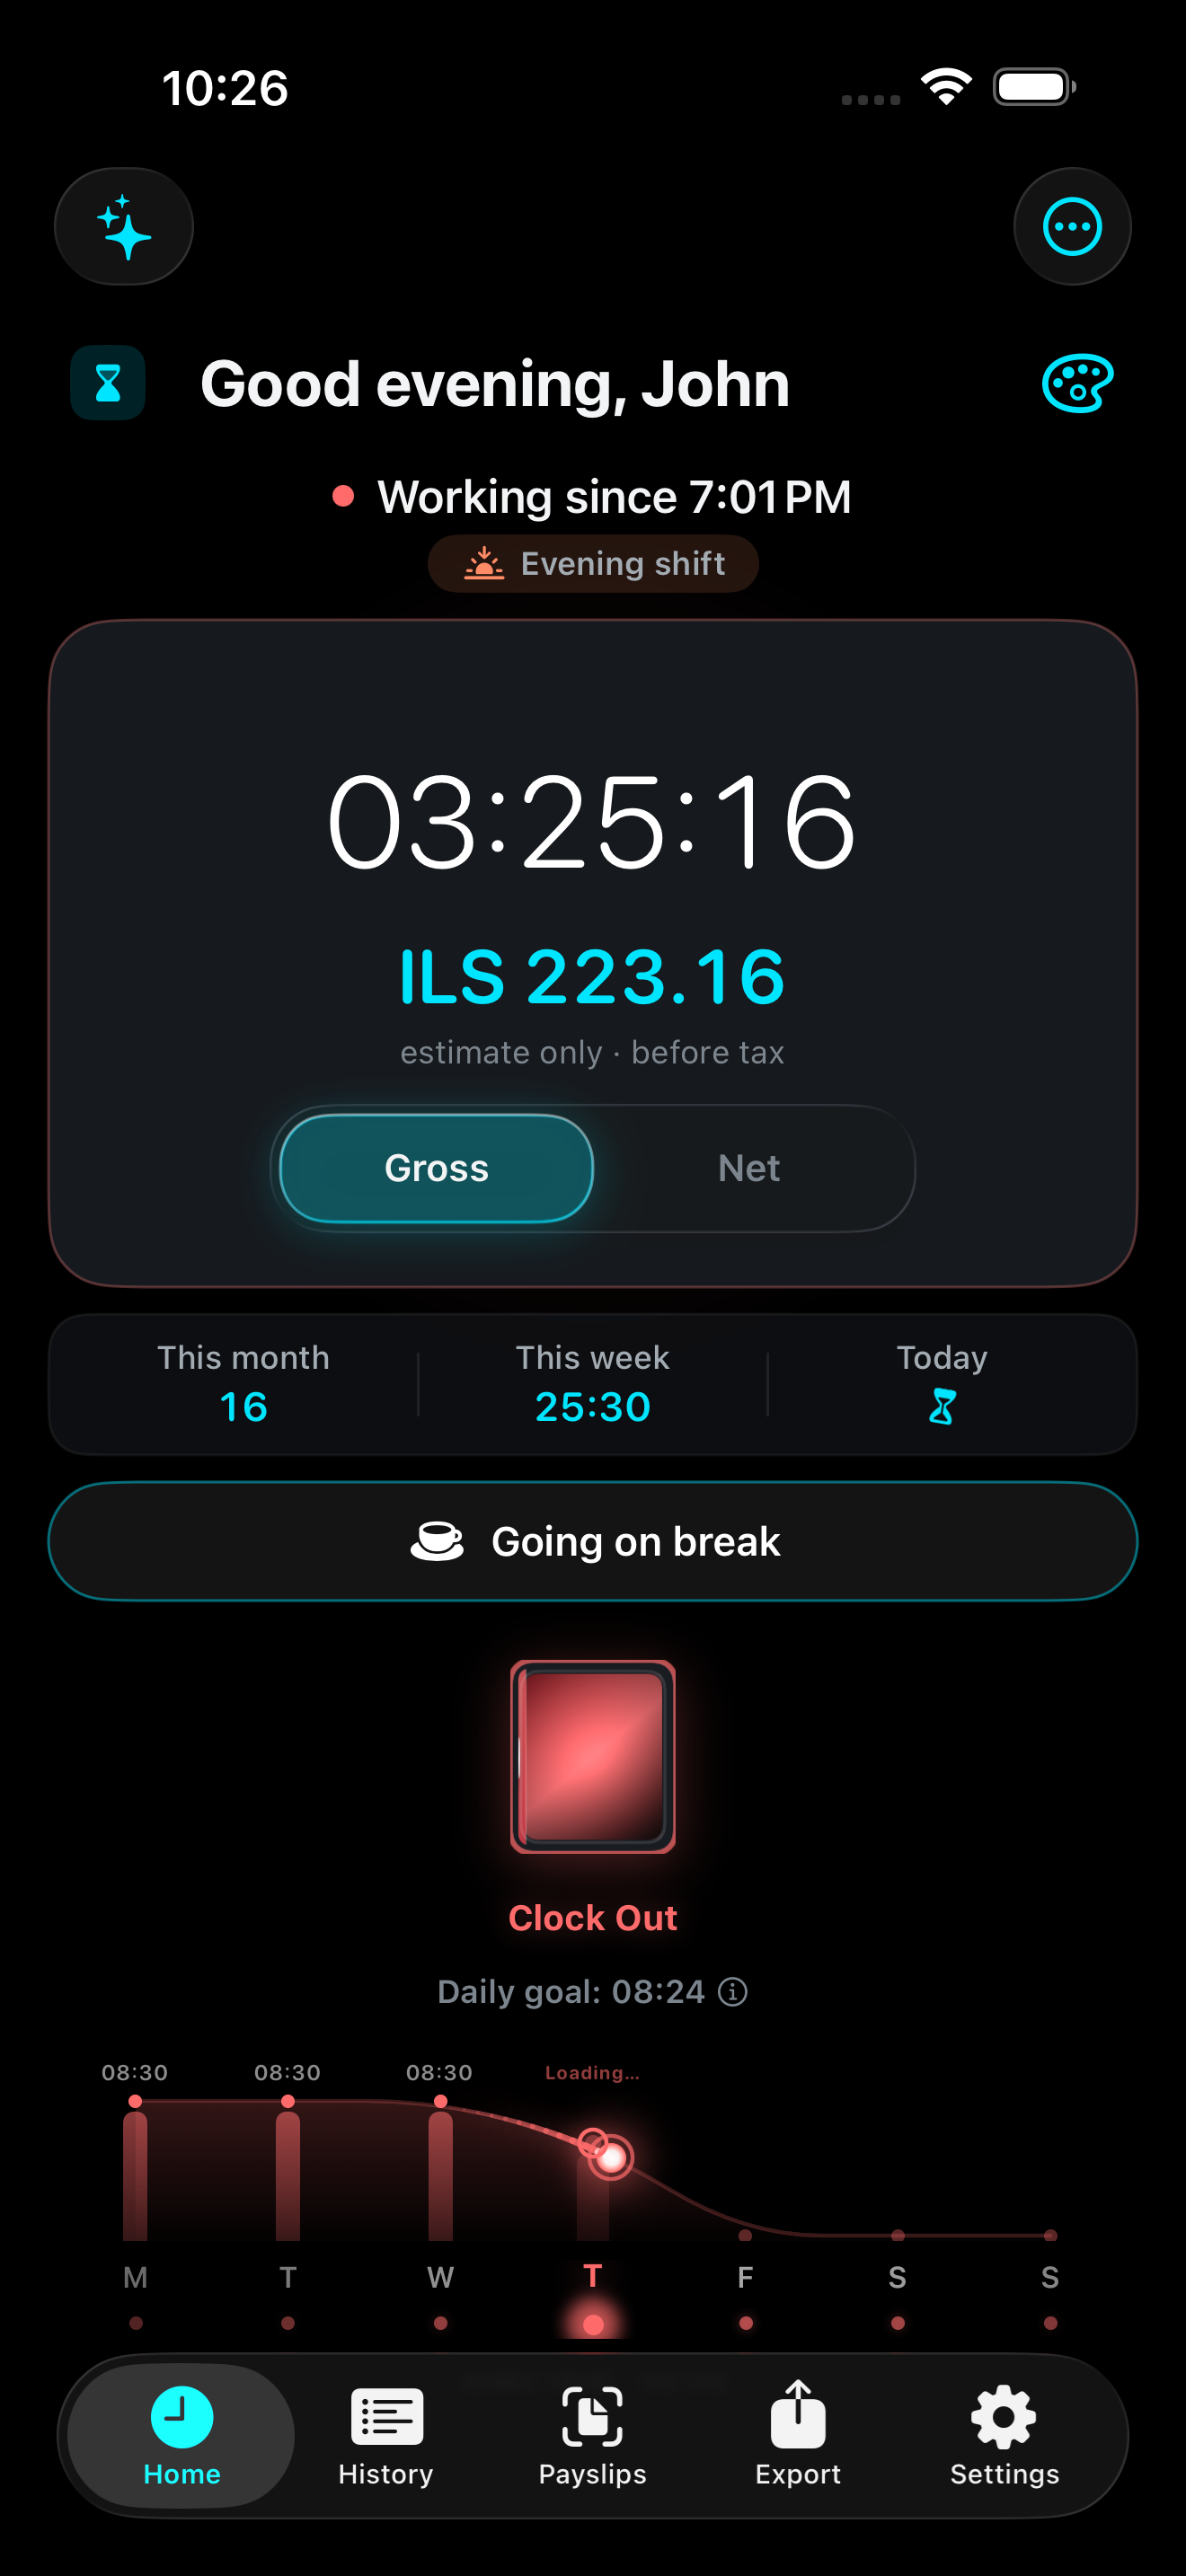 10:26
Good evening, John
Working since 7:01 PM
Evening shift
03:25:16
ILS 223.16
estimate only · before tax
Gross Net
This month This week Today
16 25:30
Going on break
Clock Out
Daily goal: 08:24
08:30 08:30 08:30 Loading...
M T W T F S S
Home History Payslips Export Settings